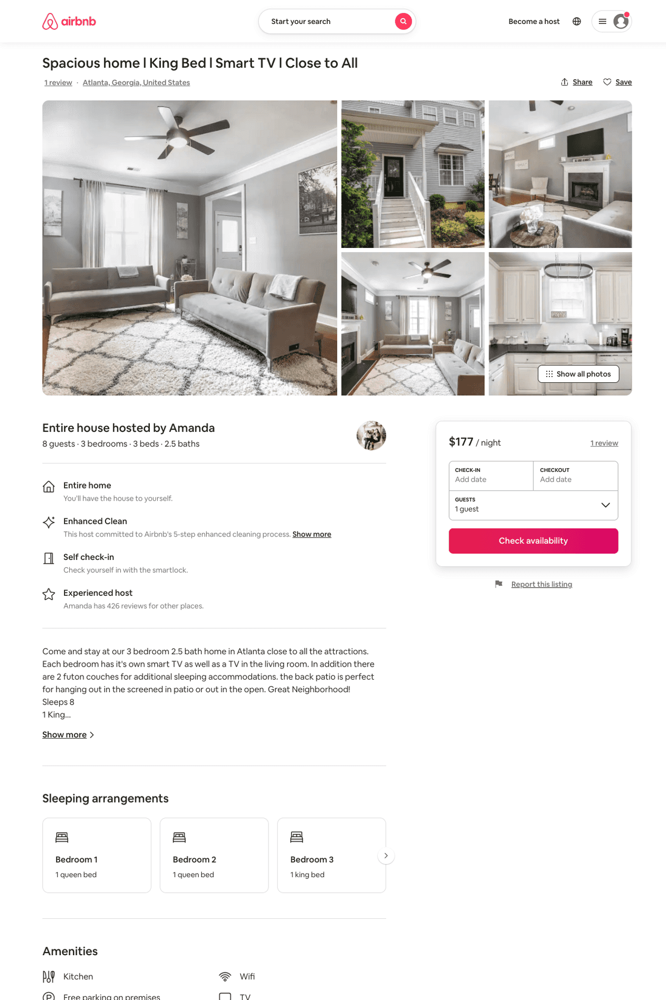 airbnb
Start your search
Become a host
Spacious home l King Bed l Smart TV l Close to All
1 review · Atlanta, Georgia, United States
Share
Save
inspire
Show all photos
Entire house hosted by Amanda
8 guests · 3 bedrooms · 3 beds · 2.5 baths
$177 / night
1 review
CHECK-IN
Add date
CHECKOUT
Add date
GUESTS
1 guest
Check availability
Report this listing
Entire home
You'll have the house to yourself.
Enhanced Clean
This host committed to Airbnb's 5-step enhanced cleaning process. Show more
Self check-in
Check yourself in with the smartlock.
Experienced host
Amanda has 426 reviews for other places.
Come and stay at our 3 bedroom 2.5 bath home in Atlanta close to all the attractions.
Each bedroom has it's own smart TV as well as a TV in the living room. In addition there
are 2 futon couches for additional sleeping accommodations. the back patio is perfect
for hanging out in the screened in patio or out in the open. Great Neighborhood!
Sleeps 8
1 King...
Show more
Sleeping arrangements
Bedroom 1
1 queen bed
Bedroom 2
1 queen bed
Bedroom 3
1 king bed
Amenities
Kitchen
Wifi
Free parking on premises
TV